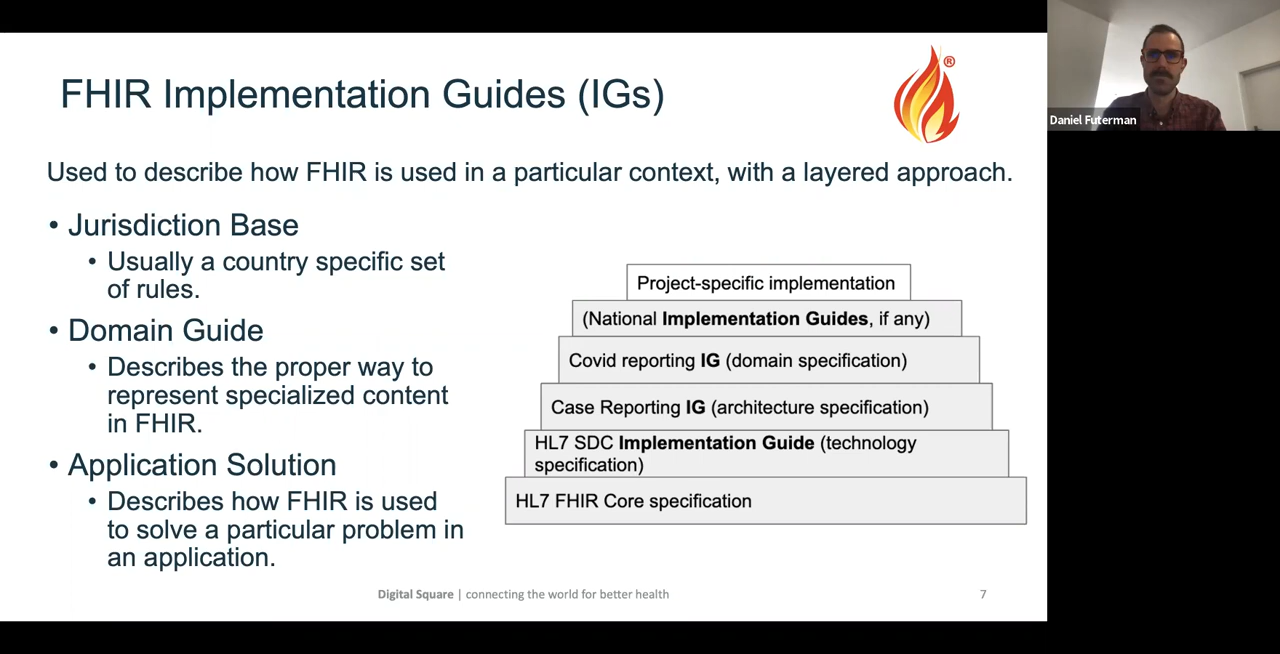 FHIR Implementation Guides (IGs)
®
Used to describe how FHIR is used in a particular context, with a layered approach.
• Jurisdiction Base
• Usually a country specific set
of rules.
• Domain Guide
• Describes the proper way to
represent specialized content
in FHIR.
• Application Solution
• Describes how FHIR is used
to solve a particular problem in
an application.
Project-specific implementation
(National Implementation Guides, if any)
Covid reporting IG (domain specification)
Case Reporting IG (architecture specification)
HL7 SDC Implementation Guide (technology
specification)
HL7 FHIR Core specification
Digital Square | connecting the world for better health
7
Daniel Futerman